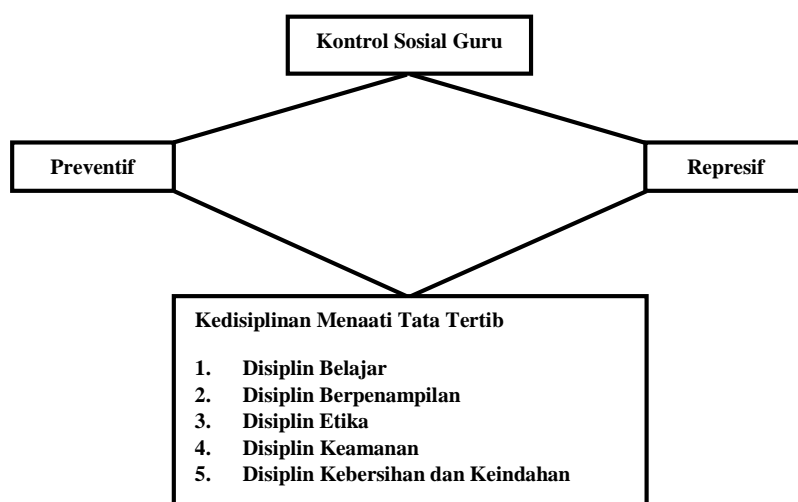 Kontrol Sosial Guru
Preventif
Represif
Kedisiplinan Menaati Tata Tertib
1. Disiplin Belajar
2. Disiplin Berpenampilan
3. Disiplin Etika
4. Disiplin Keamanan
5. Disiplin Kebersihan dan Keindahan